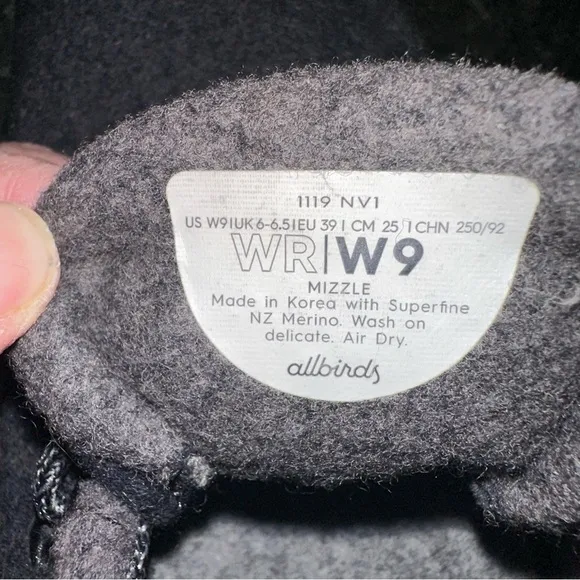 1119 NV1
US W9|UK 6-6.5|EU 39| CM 25 | CHN 250/92
WR|W9
MIZZLE
Made in Korea with Superfine
NZ Merino. Wash on
delicate. Air Dry.
allbirds